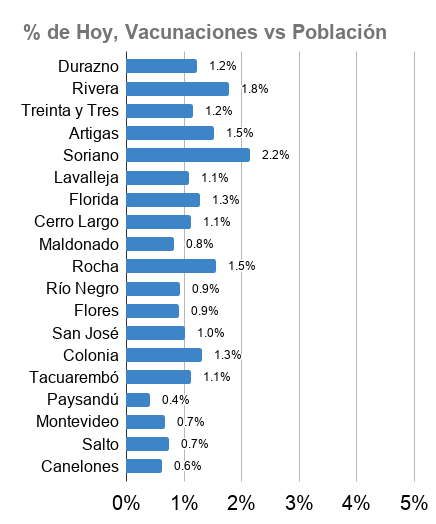 % de Hoy, Vacunaciones vs Población
Durazno 1.2%
Rivera 1.8%
Treinta y Tres 1.2%
Artigas 1.5%
Soriano 2.2%
Lavalleja 1.1%
Florida 1.3%
Cerro Largo 1.1%
Maldonado 0.8%
Rocha 1.5%
Río Negro 0.9%
Flores 0.9%
San José 1.0%
Colonia 1.3%
Tacuarembó 1.1%
Paysandú 0.4%
Montevideo 0.7%
Salto 0.7%
Canelones 0.6%
0% 1% 2% 3% 4% 5%